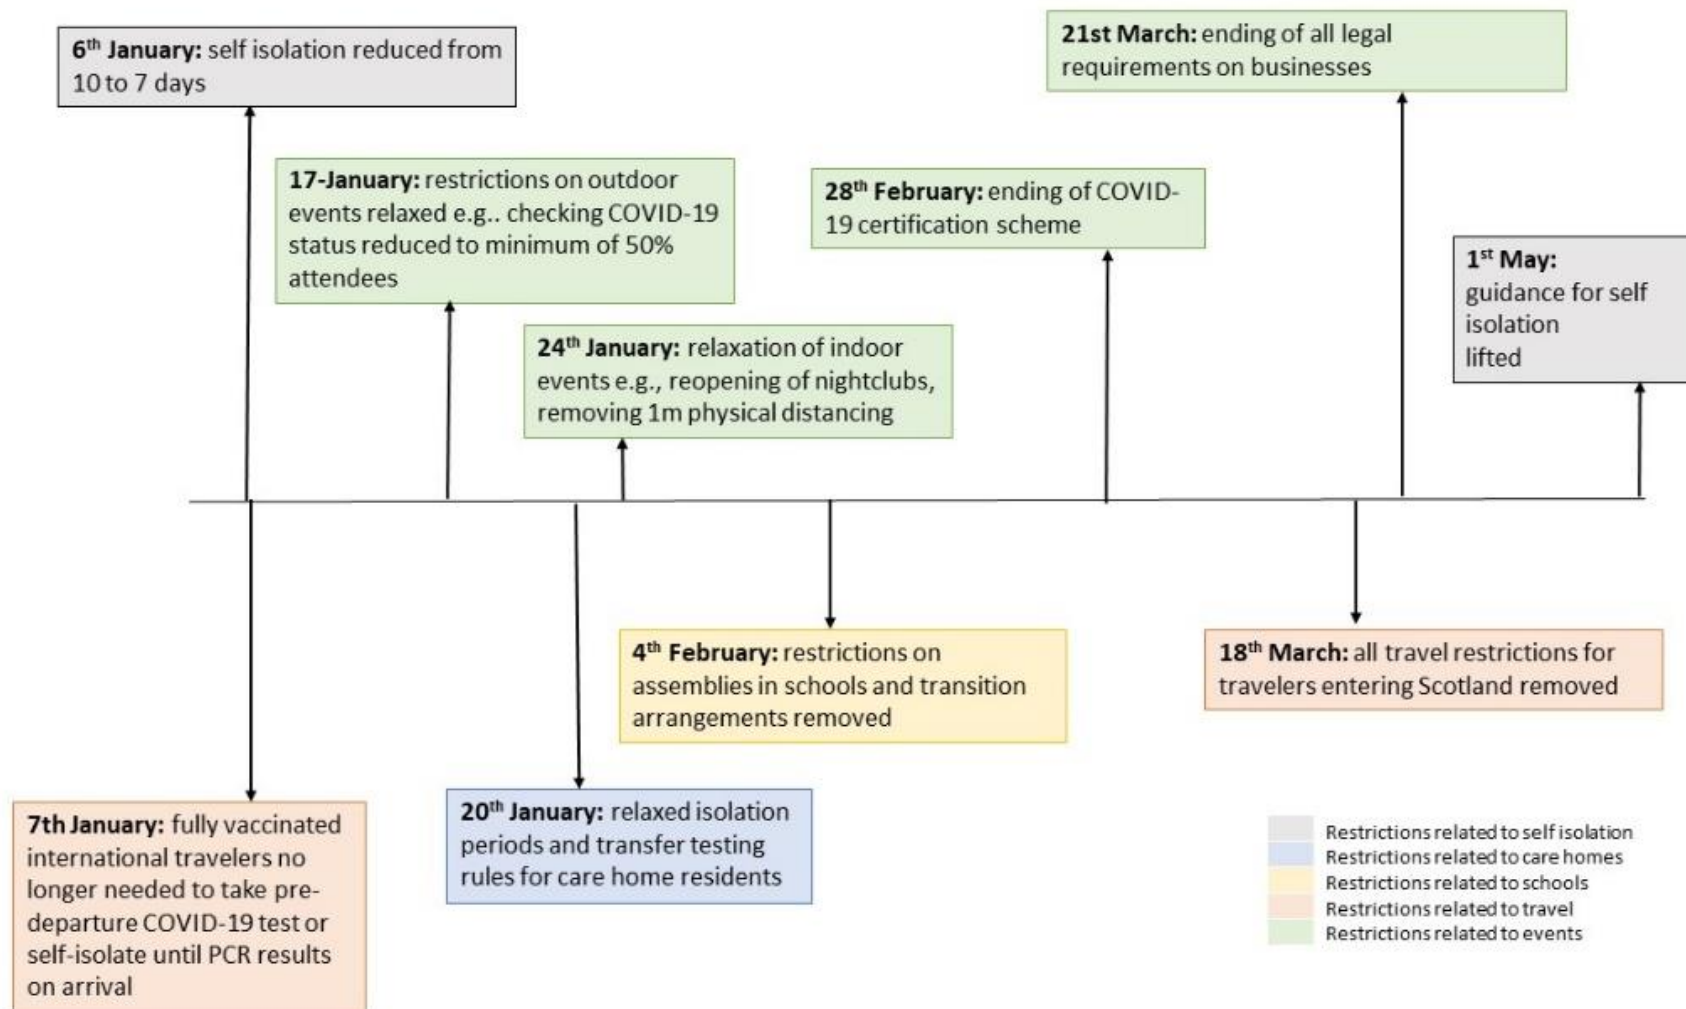 6th January: self isolation reduced from
10 to 7 days
21st March: ending of all legal
requirements on businesses
17-January: restrictions on outdoor
events relaxed e.g.. checking COVID-19
status reduced to minimum of 50%
attendees
28th February: ending of COVID-
19 certification scheme
1st May:
guidance for self
isolation
lifted
24th January: relaxation of indoor
events e.g., reopening of nightclubs,
removing 1m physical distancing
4th February: restrictions on
assemblies in schools and transition
arrangements removed
18th March: all travel restrictions for
travelers entering Scotland removed
7th January: fully vaccinated
international travelers no
longer needed to take pre-
departure COVID-19 test or
self-isolate until PCR results
on arrival
20th January: relaxed isolation
periods and transfer testing
rules for care home residents
Restrictions related to self isolation
Restrictions related to care homes
Restrictions related to schools
Restrictions related to travel
Restrictions related to events